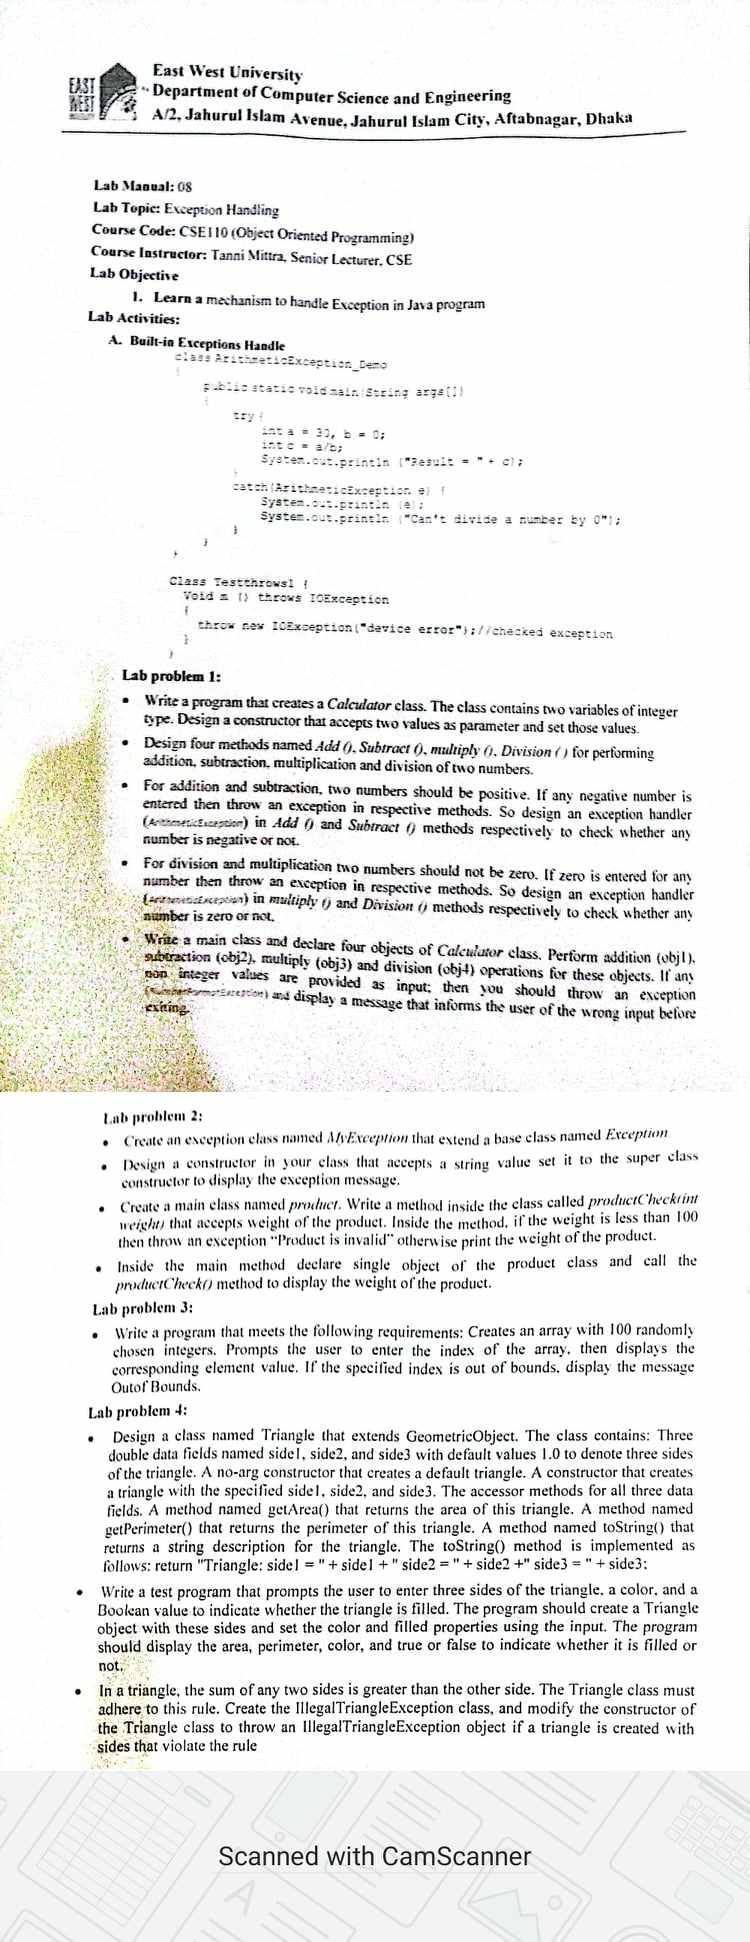 EAST
WEST
East West University
Department of Computer Science and Engineering
A/2, Jahurul Islam Avenue, Jahurul Islam City, Aftabnagar, Dhaka
Lab Manual: 08
Lab Topic: Exception Handling
Course Code: CSE110 (Object Oriented Programming)
Course Instructor: Tanni Mittra, Senior Lecturer, CSE
Lab Objective
1. Learn a mechanism to handle Exception in Java program
Lab Activities:
A. Built-in Exceptions Handle
class ArithmeticException_Demo
{
public static void main(String args[])
{
try {
int a = 30, b = 0;
int c = a/b;
System.out.println ("Result = " + c);
}
catch(ArithmeticException e) {
System.out.println (e);
System.out.println ("Can't divide a number by 0");
}
}
}
Class Testthrows1 {
Void m () throws IOException
{
throw new IOException("device error");//checked exception
}
}
Lab problem 1:
• Write a program that creates a Calculator class. The class contains two variables of integer
type. Design a constructor that accepts two values as parameter and set those values.
• Design four methods named Add (), Subtract (), multiply (), Division ( ) for performing
addition, subtraction, multiplication and division of two numbers.
• For addition and subtraction, two numbers should be positive. If any negative number is
entered then throw an exception in respective methods. So design an exception handler
(ArithmeticException) in Add () and Subtract () methods respectively to check whether any
number is negative or not.
• For division and multiplication two numbers should not be zero. If zero is entered for any
number then throw an exception in respective methods. So design an exception handler
(ArithmeticException) in multiply () and Division () methods respectively to check whether any
number is zero or not.
• Write a main class and declare four objects of Calculator class. Perform addition (obj1),
subtraction (obj2), multiply (obj3) and division (obj4) operations for these objects. If any
non integer values are provided as input; then you should throw an exception
(NumberFormatException) and display a message that informs the user of the wrong input before
exiting.
Lab problem 2:
• Create an exception class named MyException that extend a base class named Exception
• Design a constructor in your class that accepts a string value set it to the super class
constructor to display the exception message.
• Create a main class named product. Write a method inside the class called productCheck(int
weight) that accepts weight of the product. Inside the method, if the weight is less than 100
then throw an exception "Product is invalid" otherwise print the weight of the product.
• Inside the main method declare single object of the product class and call the
productCheck() method to display the weight of the product.
Lab problem 3:
• Write a program that meets the following requirements: Creates an array with 100 randomly
chosen integers. Prompts the user to enter the index of the array, then displays the
corresponding element value. If the specified index is out of bounds, display the message
Outof Bounds.
Lab problem 4:
• Design a class named Triangle that extends GeometricObject. The class contains: Three
double data fields named side1, side2, and side3 with default values 1.0 to denote three sides
of the triangle. A no-arg constructor that creates a default triangle. A constructor that creates
a triangle with the specified side1, side2, and side3. The accessor methods for all three data
fields. A method named getArea() that returns the area of this triangle. A method named
getPerimeter() that returns the perimeter of this triangle. A method named toString() that
returns a string description for the triangle. The toString() method is implemented as
follows: return "Triangle: side1 = " + side1 + " side2 = " + side2 +" side3 = " + side3;
• Write a test program that prompts the user to enter three sides of the triangle, a color, and a
Boolean value to indicate whether the triangle is filled. The program should create a Triangle
object with these sides and set the color and filled properties using the input. The program
should display the area, perimeter, color, and true or false to indicate whether it is filled or
not.
• In a triangle, the sum of any two sides is greater than the other side. The Triangle class must
adhere to this rule. Create the IllegalTriangleException class, and modify the constructor of
the Triangle class to throw an IllegalTriangleException object if a triangle is created with
sides that violate the rule
Scanned with CamScanner